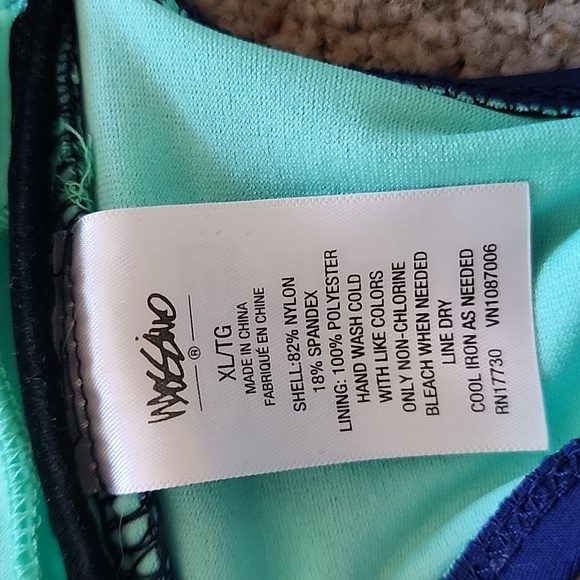 Mossimo
®
XL/TG
MADE IN CHINA
FABRIQUÉ EN CHINE
SHELL:82% NYLON
18% SPANDEX
LINING: 100% POLYESTER
HAND WASH COLD
WITH LIKE COLORS
ONLY NON-CHLORINE
BLEACH WHEN NEEDED
LINE DRY
COOL IRON AS NEEDED
RN17730 VN1087006